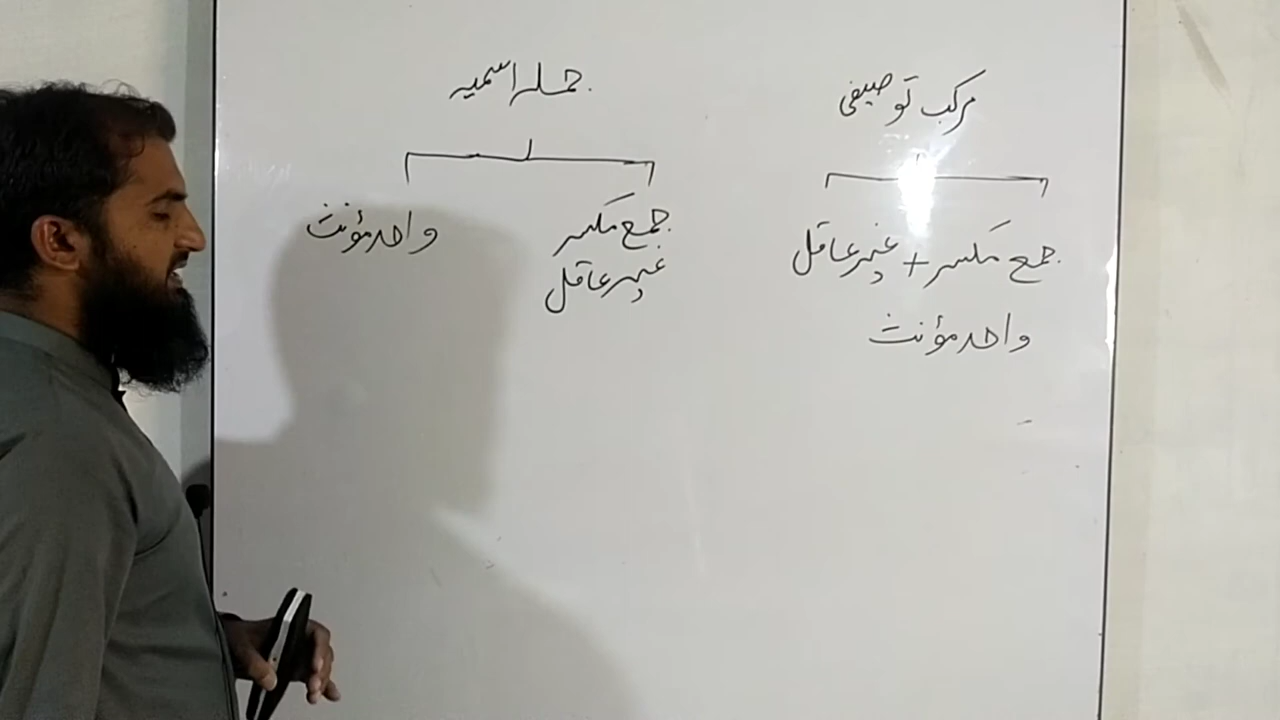 مرکب توصیفی
جمع مکسر + غیر عاقل
واحد مؤنث
جملہ اسمیہ
جمع مکسر
غیر عاقل
واحد مؤنث